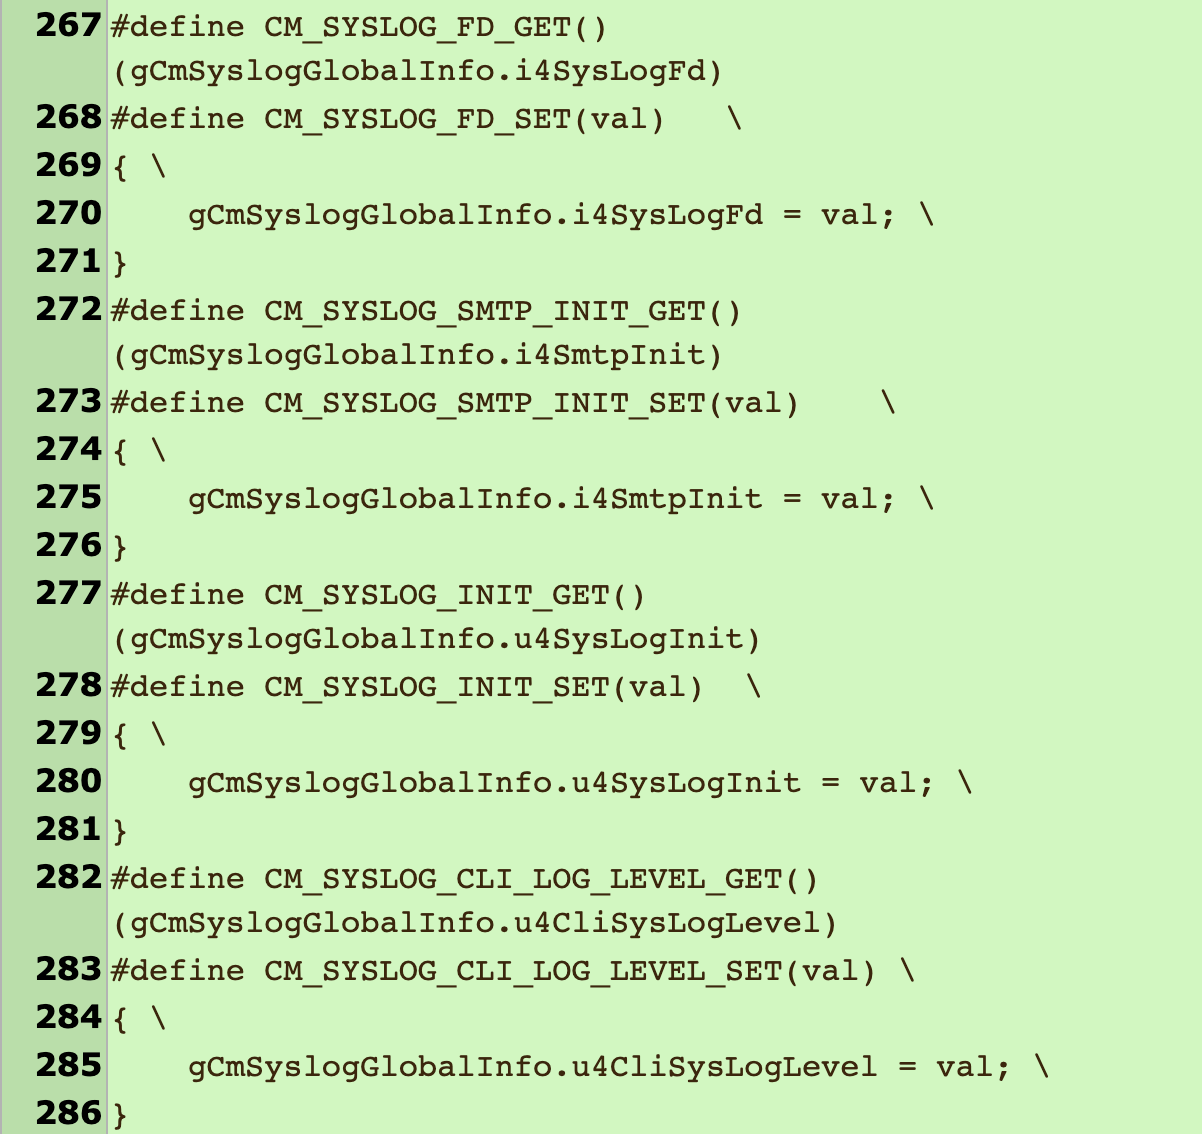 267 #define CM_SYSLOG_FD_GET()
(gCmSyslogGlobalInfo.i4SysLogFd)
268 #define CM_SYSLOG_FD_SET(val)   \
269 { \
270     gCmSyslogGlobalInfo.i4SysLogFd = val; \
271 }
272 #define CM_SYSLOG_SMTP_INIT_GET()
(gCmSyslogGlobalInfo.i4SmtpInit)
273 #define CM_SYSLOG_SMTP_INIT_SET(val)    \
274 { \
275     gCmSyslogGlobalInfo.i4SmtpInit = val; \
276 }
277 #define CM_SYSLOG_INIT_GET()
(gCmSyslogGlobalInfo.u4SysLogInit)
278 #define CM_SYSLOG_INIT_SET(val)  \
279 { \
280     gCmSyslogGlobalInfo.u4SysLogInit = val; \
281 }
282 #define CM_SYSLOG_CLI_LOG_LEVEL_GET()
(gCmSyslogGlobalInfo.u4CliSysLogLevel)
283 #define CM_SYSLOG_CLI_LOG_LEVEL_SET(val) \
284 { \
285     gCmSyslogGlobalInfo.u4CliSysLogLevel = val; \
286 }